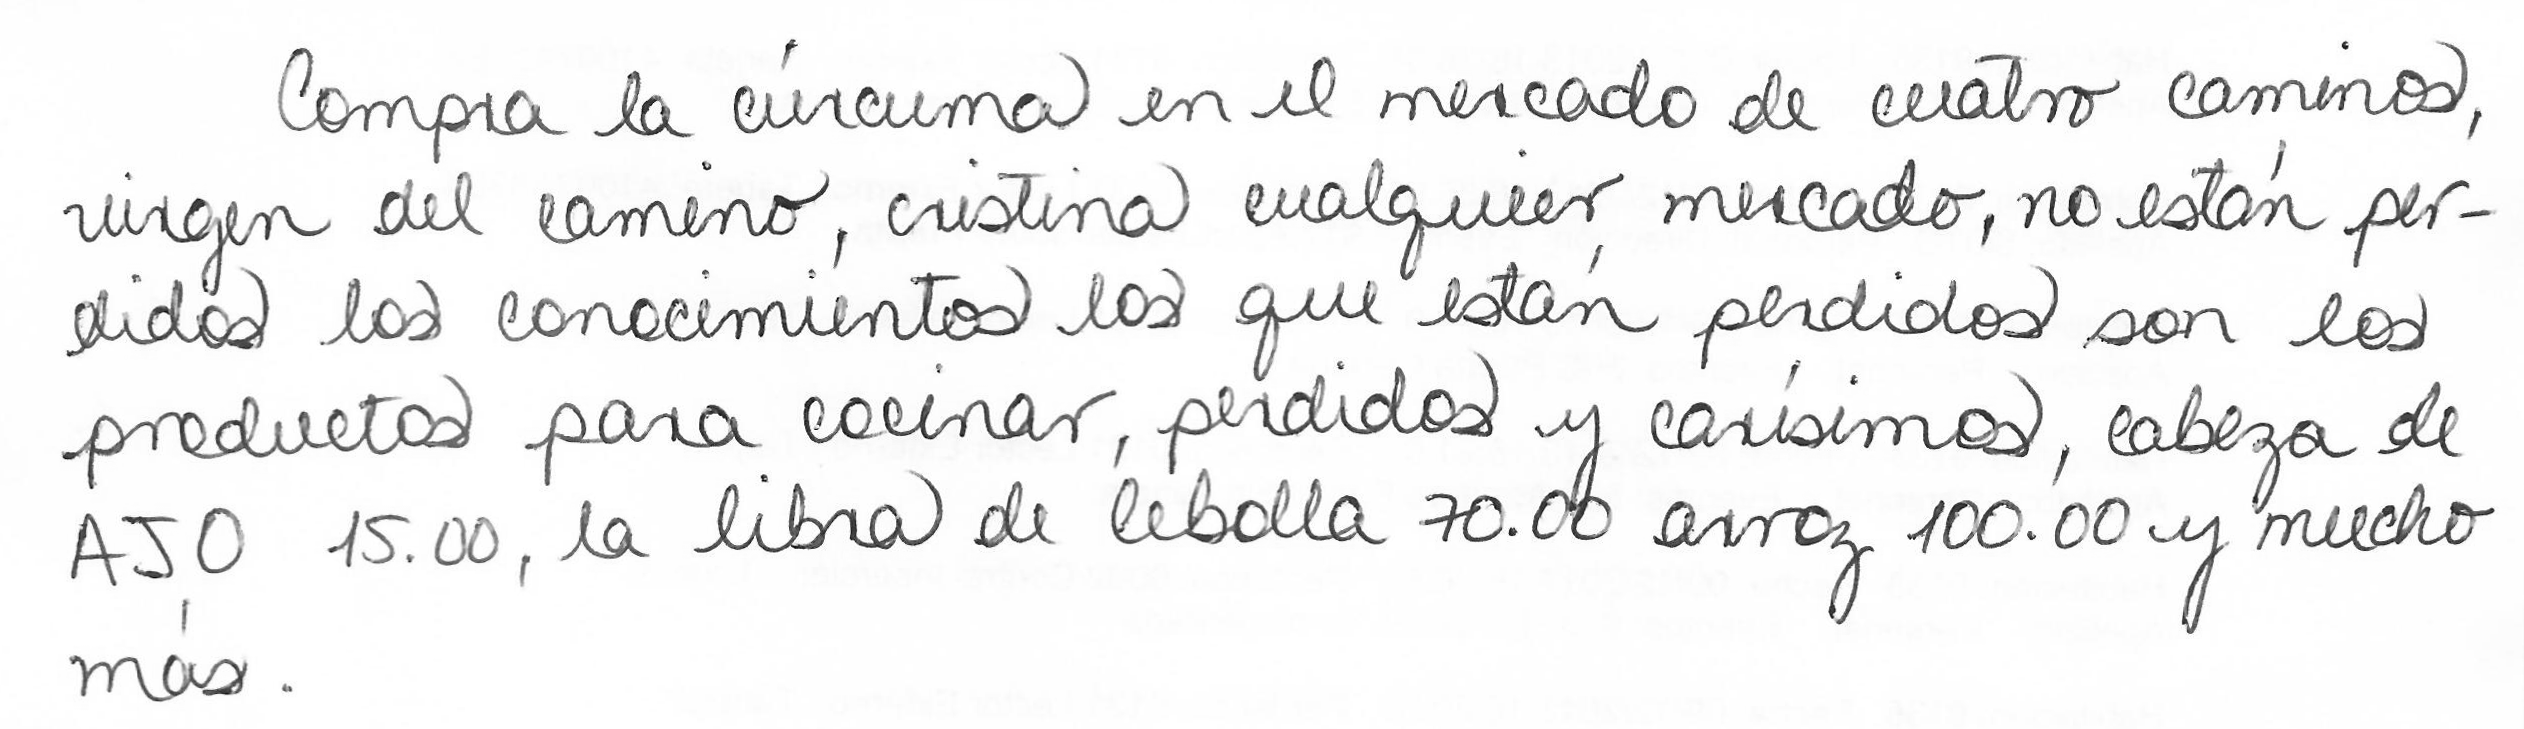 Compra la cúrcuma en el mercado de cuatro caminos,
virgen del camino, cristina cualquier mercado, no están per-
didos los conocimientos los que están perdidos son los
productos para cocinar, perdidos y carísimos, cabeza de
AJO 15.00, la libra de Cebolla 70.00 arroz 100.00 y mucho
más.